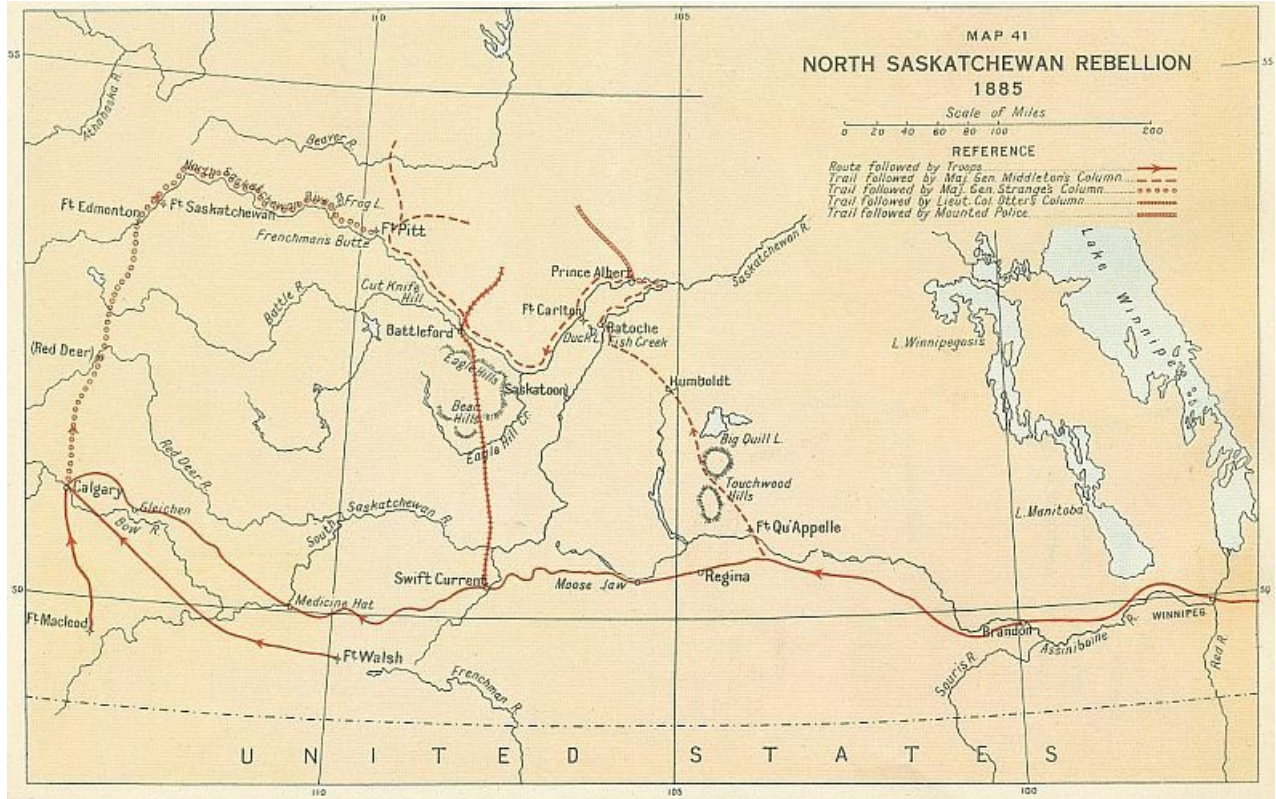 110
105
55
55
MAP 41
NORTH SASKATCHEWAN REBELLION
1885
Scale of Miles
0 20 40 60 80 100 200
REFERENCE
Route followed by Troops
Trail followed by Maj. Gen. Middleton's Column
Trail followed by Maj. Gen. Strange's Column
Trail followed by Lieut. Col. Otter's Column
Trail followed by Mounted Police
Athabaska R.
Beaver R.
North Saskatchewan River
Frog L.
Ft Edmonton
Ft Saskatchewan
Ft Pitt
Frenchmans Butte
Saskatchewan R.
Lake Winnipeg
Prince Albert
Cut Knife
Hill
Battle R.
Ft Carlton
Battleford
Duck L.
Batoche
Fish Creek
L. Winnipegosis
(Red Deer)
Eagle Hills
Saskatoon
Humboldt
Bear
Hills
Eagle Hill Cr.
Big Quill L.
Red Deer R.
Touchwood
Hills
Calgary
Gleichen
Bow R.
South Saskatchewan R.
Ft Qu'Appelle
L. Manitoba
Swift Current
Moose Jaw
Regina
50
50
Medicine Hat
Ft Macleod
WINNIPEG
Brandon
Assiniboine R.
Ft Walsh
Frenchman R.
Souris R.
Red R.
UNITED STATES
110
105
100